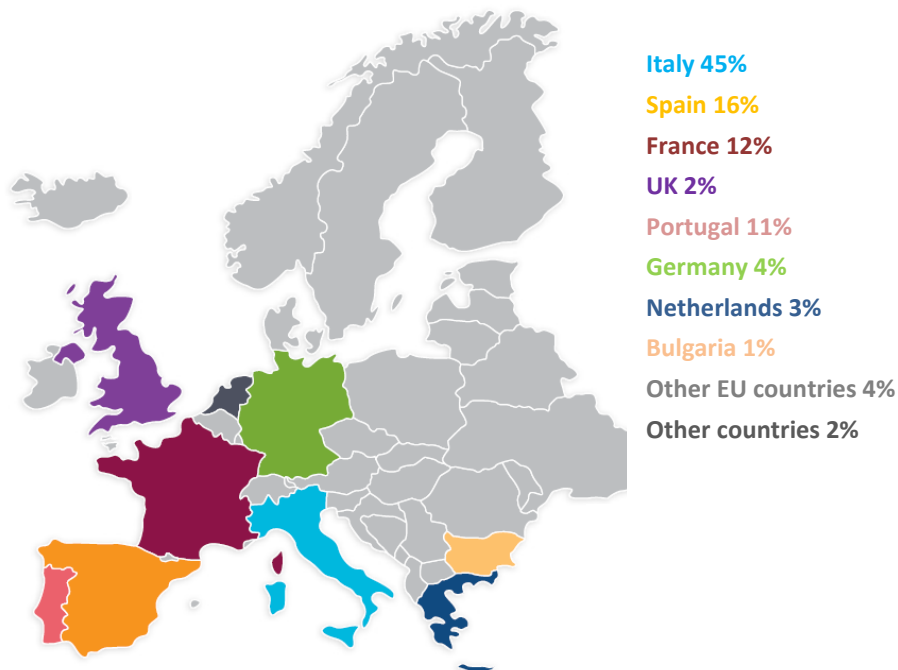 Italy 45%
Spain 16%
France 12%
UK 2%
Portugal 11%
Germany 4%
Netherlands 3%
Bulgaria 1%
Other EU countries 4%
Other countries 2%